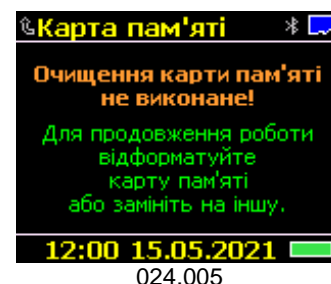 Карта пам'яті
Очищення карти пам'яті
не виконане!
Для продовження роботи
відформатуйте
карту пам'яті
або замініть на іншу.
12:00 15.05.2021
024.005